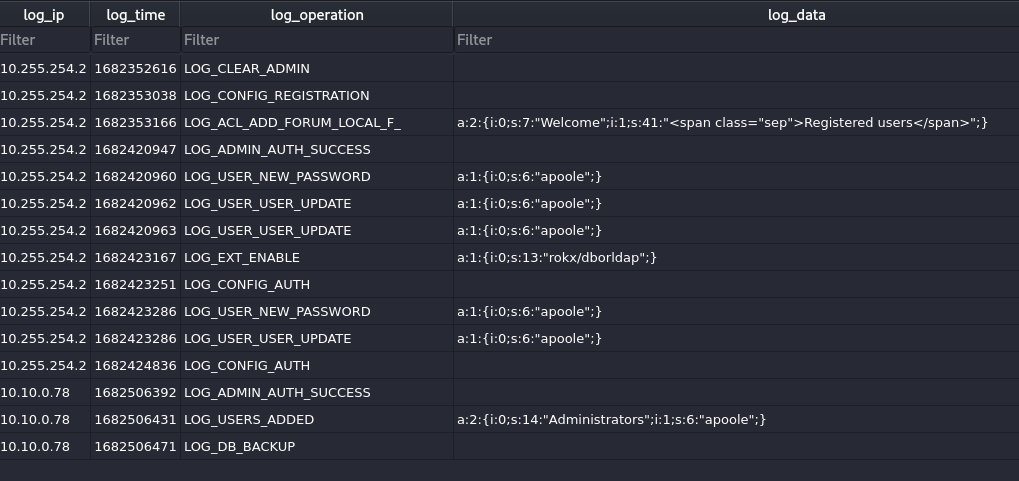 log_ip log_time log_operation log_data
Filter Filter Filter Filter
10.255.254.2 1682352616 LOG_CLEAR_ADMIN
10.255.254.2 1682353038 LOG_CONFIG_REGISTRATION
10.255.254.2 1682353166 LOG_ACL_ADD_FORUM_LOCAL_F_ a:2:{i:0;s:7:"Welcome";i:1;s:41:"<span class="sep">Registered users</span>";}
10.255.254.2 1682420947 LOG_ADMIN_AUTH_SUCCESS
10.255.254.2 1682420960 LOG_USER_NEW_PASSWORD a:1:{i:0;s:6:"apoole";}
10.255.254.2 1682420962 LOG_USER_USER_UPDATE a:1:{i:0;s:6:"apoole";}
10.255.254.2 1682420963 LOG_USER_USER_UPDATE a:1:{i:0;s:6:"apoole";}
10.255.254.2 1682423167 LOG_EXT_ENABLE a:1:{i:0;s:13:"rokx/dborldap";}
10.255.254.2 1682423251 LOG_CONFIG_AUTH
10.255.254.2 1682423286 LOG_USER_NEW_PASSWORD a:1:{i:0;s:6:"apoole";}
10.255.254.2 1682423286 LOG_USER_USER_UPDATE a:1:{i:0;s:6:"apoole";}
10.255.254.2 1682424836 LOG_CONFIG_AUTH
10.10.0.78 1682506392 LOG_ADMIN_AUTH_SUCCESS
10.10.0.78 1682506431 LOG_USERS_ADDED a:2:{i:0;s:14:"Administrators";i:1;s:6:"apoole";}
10.10.0.78 1682506471 LOG_DB_BACKUP